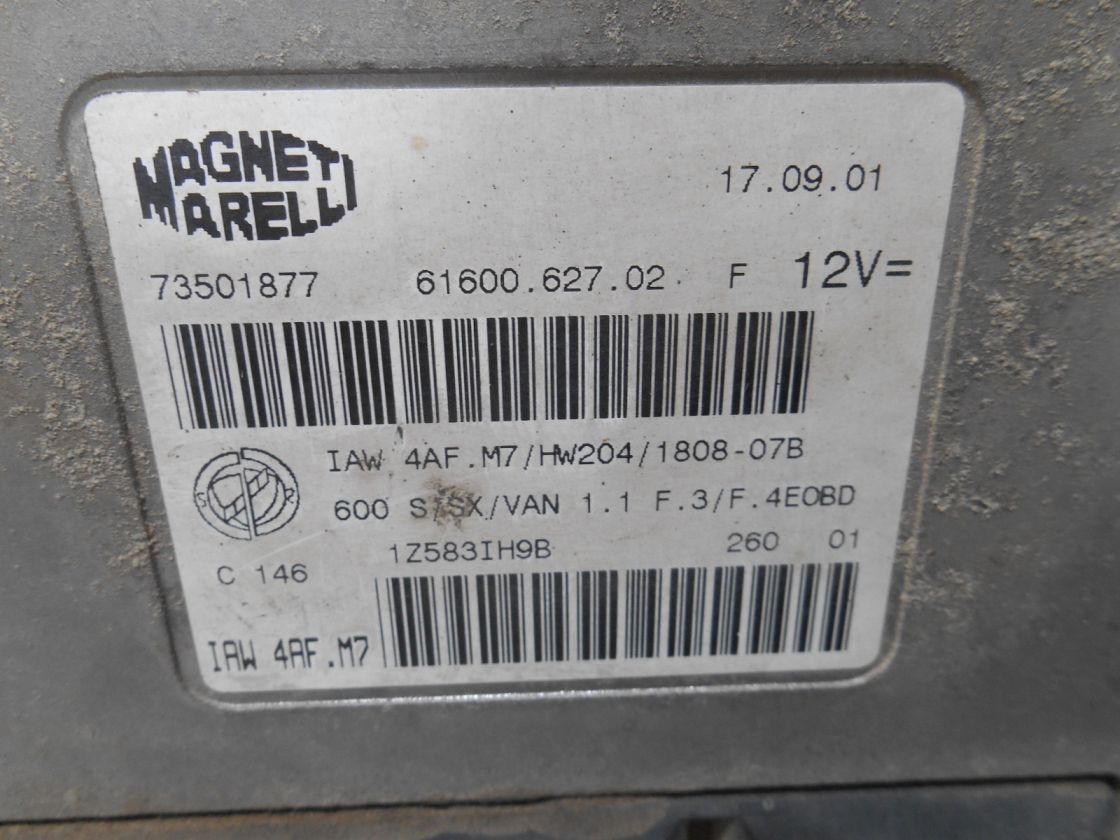 MAGNETI
MARELLI
17.09.01
73501877 61600.627.02 F 12V=
IAW 4AF.M7/HW204/1808-07B
600 S/SX/VAN 1.1 F.3/F.4EOBD
1Z583IH9B 260 01
C 146
IAW 4AF.M7